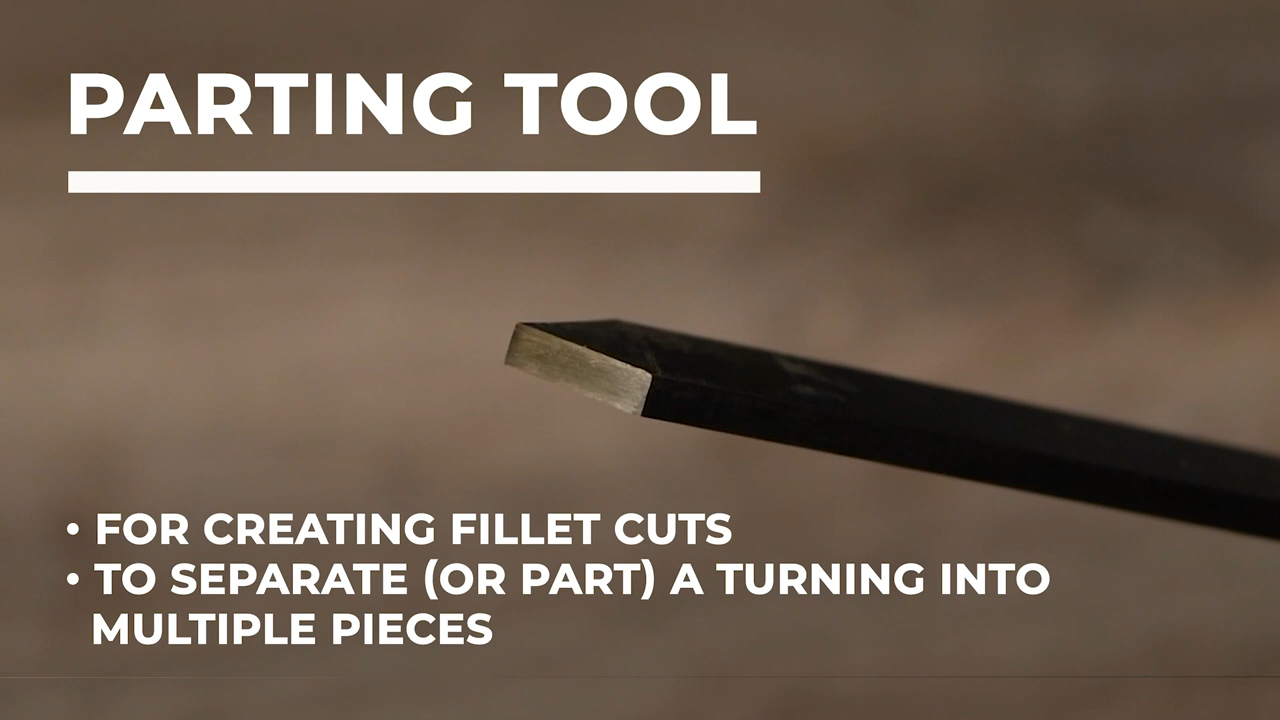 PARTING TOOL
• FOR CREATING FILLET CUTS
• TO SEPARATE (OR PART) A TURNING INTO
MULTIPLE PIECES